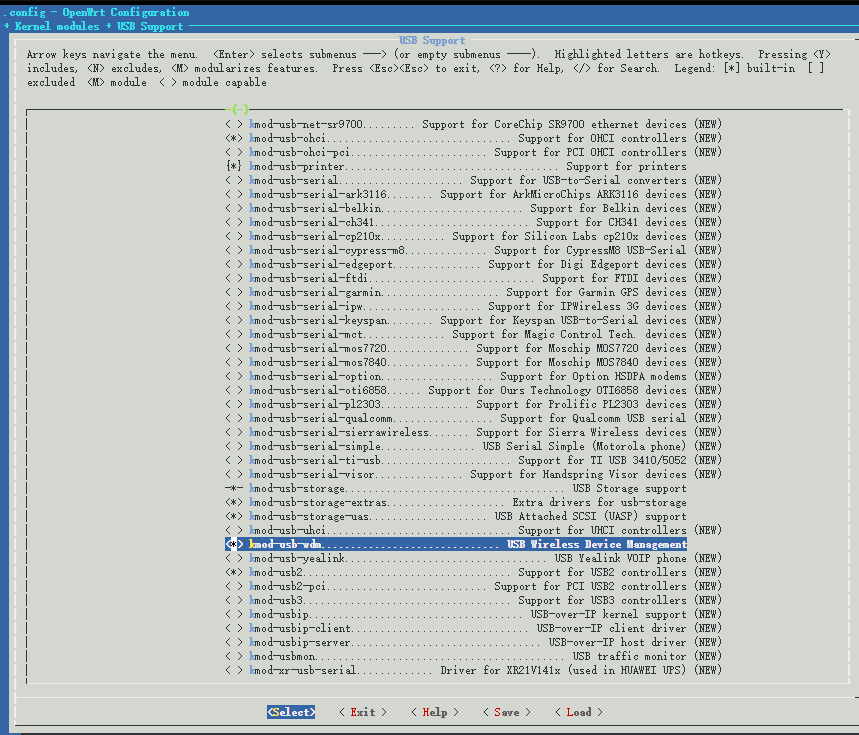 .config - OpenWrt Configuration
+ Kernel modules + USB Support
USB Support
Arrow keys navigate the menu.  <Enter> selects submenus ---> (or empty submenus ----).  Highlighted letters are hotkeys.  Pressing <Y>
includes, <N> excludes, <M> modularizes features.  Press <Esc><Esc> to exit, <?> for Help, </> for Search.  Legend: [*] built-in  [ ]
excluded  <M> module  < > module capable
(-)
< > kmod-usb-net-sr9700......... Support for CoreChip SR9700 ethernet devices (NEW)
<*> kmod-usb-ohci............................... Support for OHCI controllers (NEW)
< > kmod-usb-ohci-pci....................... Support for PCI OHCI controllers (NEW)
{*} kmod-usb-printer.................................... Support for printers
< > kmod-usb-serial..................... Support for USB-to-Serial converters (NEW)
< > kmod-usb-serial-ark3116......... Support for ArkMicroChips ARK3116 devices (NEW)
< > kmod-usb-serial-belkin........................ Support for Belkin devices (NEW)
< > kmod-usb-serial-ch341.......................... Support for CH341 devices (NEW)
< > kmod-usb-serial-cp210x............ Support for Silicon Labs cp210x devices (NEW)
< > kmod-usb-serial-cypress-m8.............. Support for CypressM8 USB-Serial (NEW)
< > kmod-usb-serial-edgeport............... Support for Digi Edgeport devices (NEW)
< > kmod-usb-serial-ftdi............................ Support for FTDI devices (NEW)
< > kmod-usb-serial-garmin.................... Support for Garmin GPS devices (NEW)
< > kmod-usb-serial-ipw.................... Support for IPWireless 3G devices (NEW)
< > kmod-usb-serial-keyspan........ Support for Keyspan USB-to-Serial devices (NEW)
< > kmod-usb-serial-mct.............. Support for Magic Control Tech. devices (NEW)
< > kmod-usb-serial-mos7720.............. Support for Moschip MOS7720 devices (NEW)
< > kmod-usb-serial-mos7840.............. Support for Moschip MOS7840 devices (NEW)
< > kmod-usb-serial-option................... Support for Option HSDPA modems (NEW)
< > kmod-usb-serial-oti6858...... Support for Ours Technology OTI6858 devices (NEW)
< > kmod-usb-serial-pl2303............... Support for Prolific PL2303 devices (NEW)
< > kmod-usb-serial-qualcomm................. Support for Qualcomm USB serial (NEW)
< > kmod-usb-serial-sierrawireless....... Support for Sierra Wireless devices (NEW)
< > kmod-usb-serial-simple................ USB Serial Simple (Motorola phone) (NEW)
< > kmod-usb-serial-ti-usb..................... Support for TI USB 3410/5052 (NEW)
< > kmod-usb-serial-visor............... Support for Handspring Visor devices (NEW)
-*- kmod-usb-storage..................................... USB Storage support
<*> kmod-usb-storage-extras.................... Extra drivers for usb-storage
<*> kmod-usb-storage-uas..................... USB Attached SCSI (UASP) support
< > kmod-usb-uhci............................... Support for UHCI controllers (NEW)
<*> kmod-usb-wdm.............................. USB Wireless Device Management
< > kmod-usb-yealink.................................. USB Yealink VOIP phone (NEW)
<*> kmod-usb2................................... Support for USB2 controllers (NEW)
< > kmod-usb2-pci........................... Support for PCI USB2 controllers (NEW)
< > kmod-usb3................................... Support for USB3 controllers (NEW)
< > kmod-usbip.................................... USB-over-IP kernel support (NEW)
< > kmod-usbip-client.............................. USB-over-IP client driver (NEW)
< > kmod-usbip-server................................ USB-over-IP host driver (NEW)
< > kmod-usbmon.......................................... USB traffic monitor (NEW)
< > kmod-xr-usb-serial.............. Driver for XR21V141x (used in HUAWEI UPS) (NEW)
<Select>    < Exit >    < Help >    < Save >    < Load >